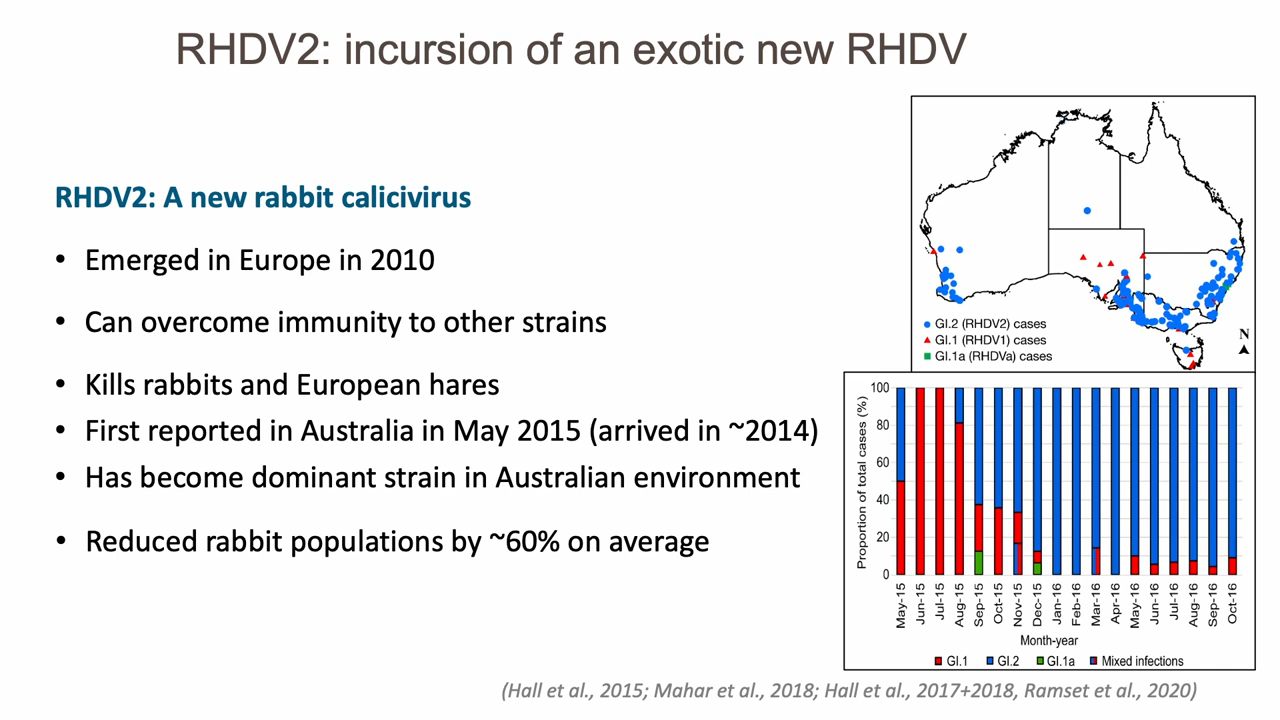 RHDV2: incursion of an exotic new RHDV
RHDV2: A new rabbit calicivirus
• Emerged in Europe in 2010
• Can overcome immunity to other strains
• Kills rabbits and European hares
• First reported in Australia in May 2015 (arrived in ~2014)
• Has become dominant strain in Australian environment
• Reduced rabbit populations by ~60% on average
GI.2 (RHDV2) cases
GI.1 (RHDV1) cases
GI.1a (RHDVa) cases
N
Proportion of total cases (%)
100
80
60
40
20
0
May-15
Jun-15
Jul-15
Aug-15
Sep-15
Oct-15
Nov-15
Dec-15
Jan-16
Feb-16
Mar-16
Apr-16
May-16
Jun-16
Jul-16
Aug-16
Sep-16
Oct-16
Month-year
GI.1 GI.2 GI.1a Mixed infections
(Hall et al., 2015; Mahar et al., 2018; Hall et al., 2017+2018, Ramset et al., 2020)